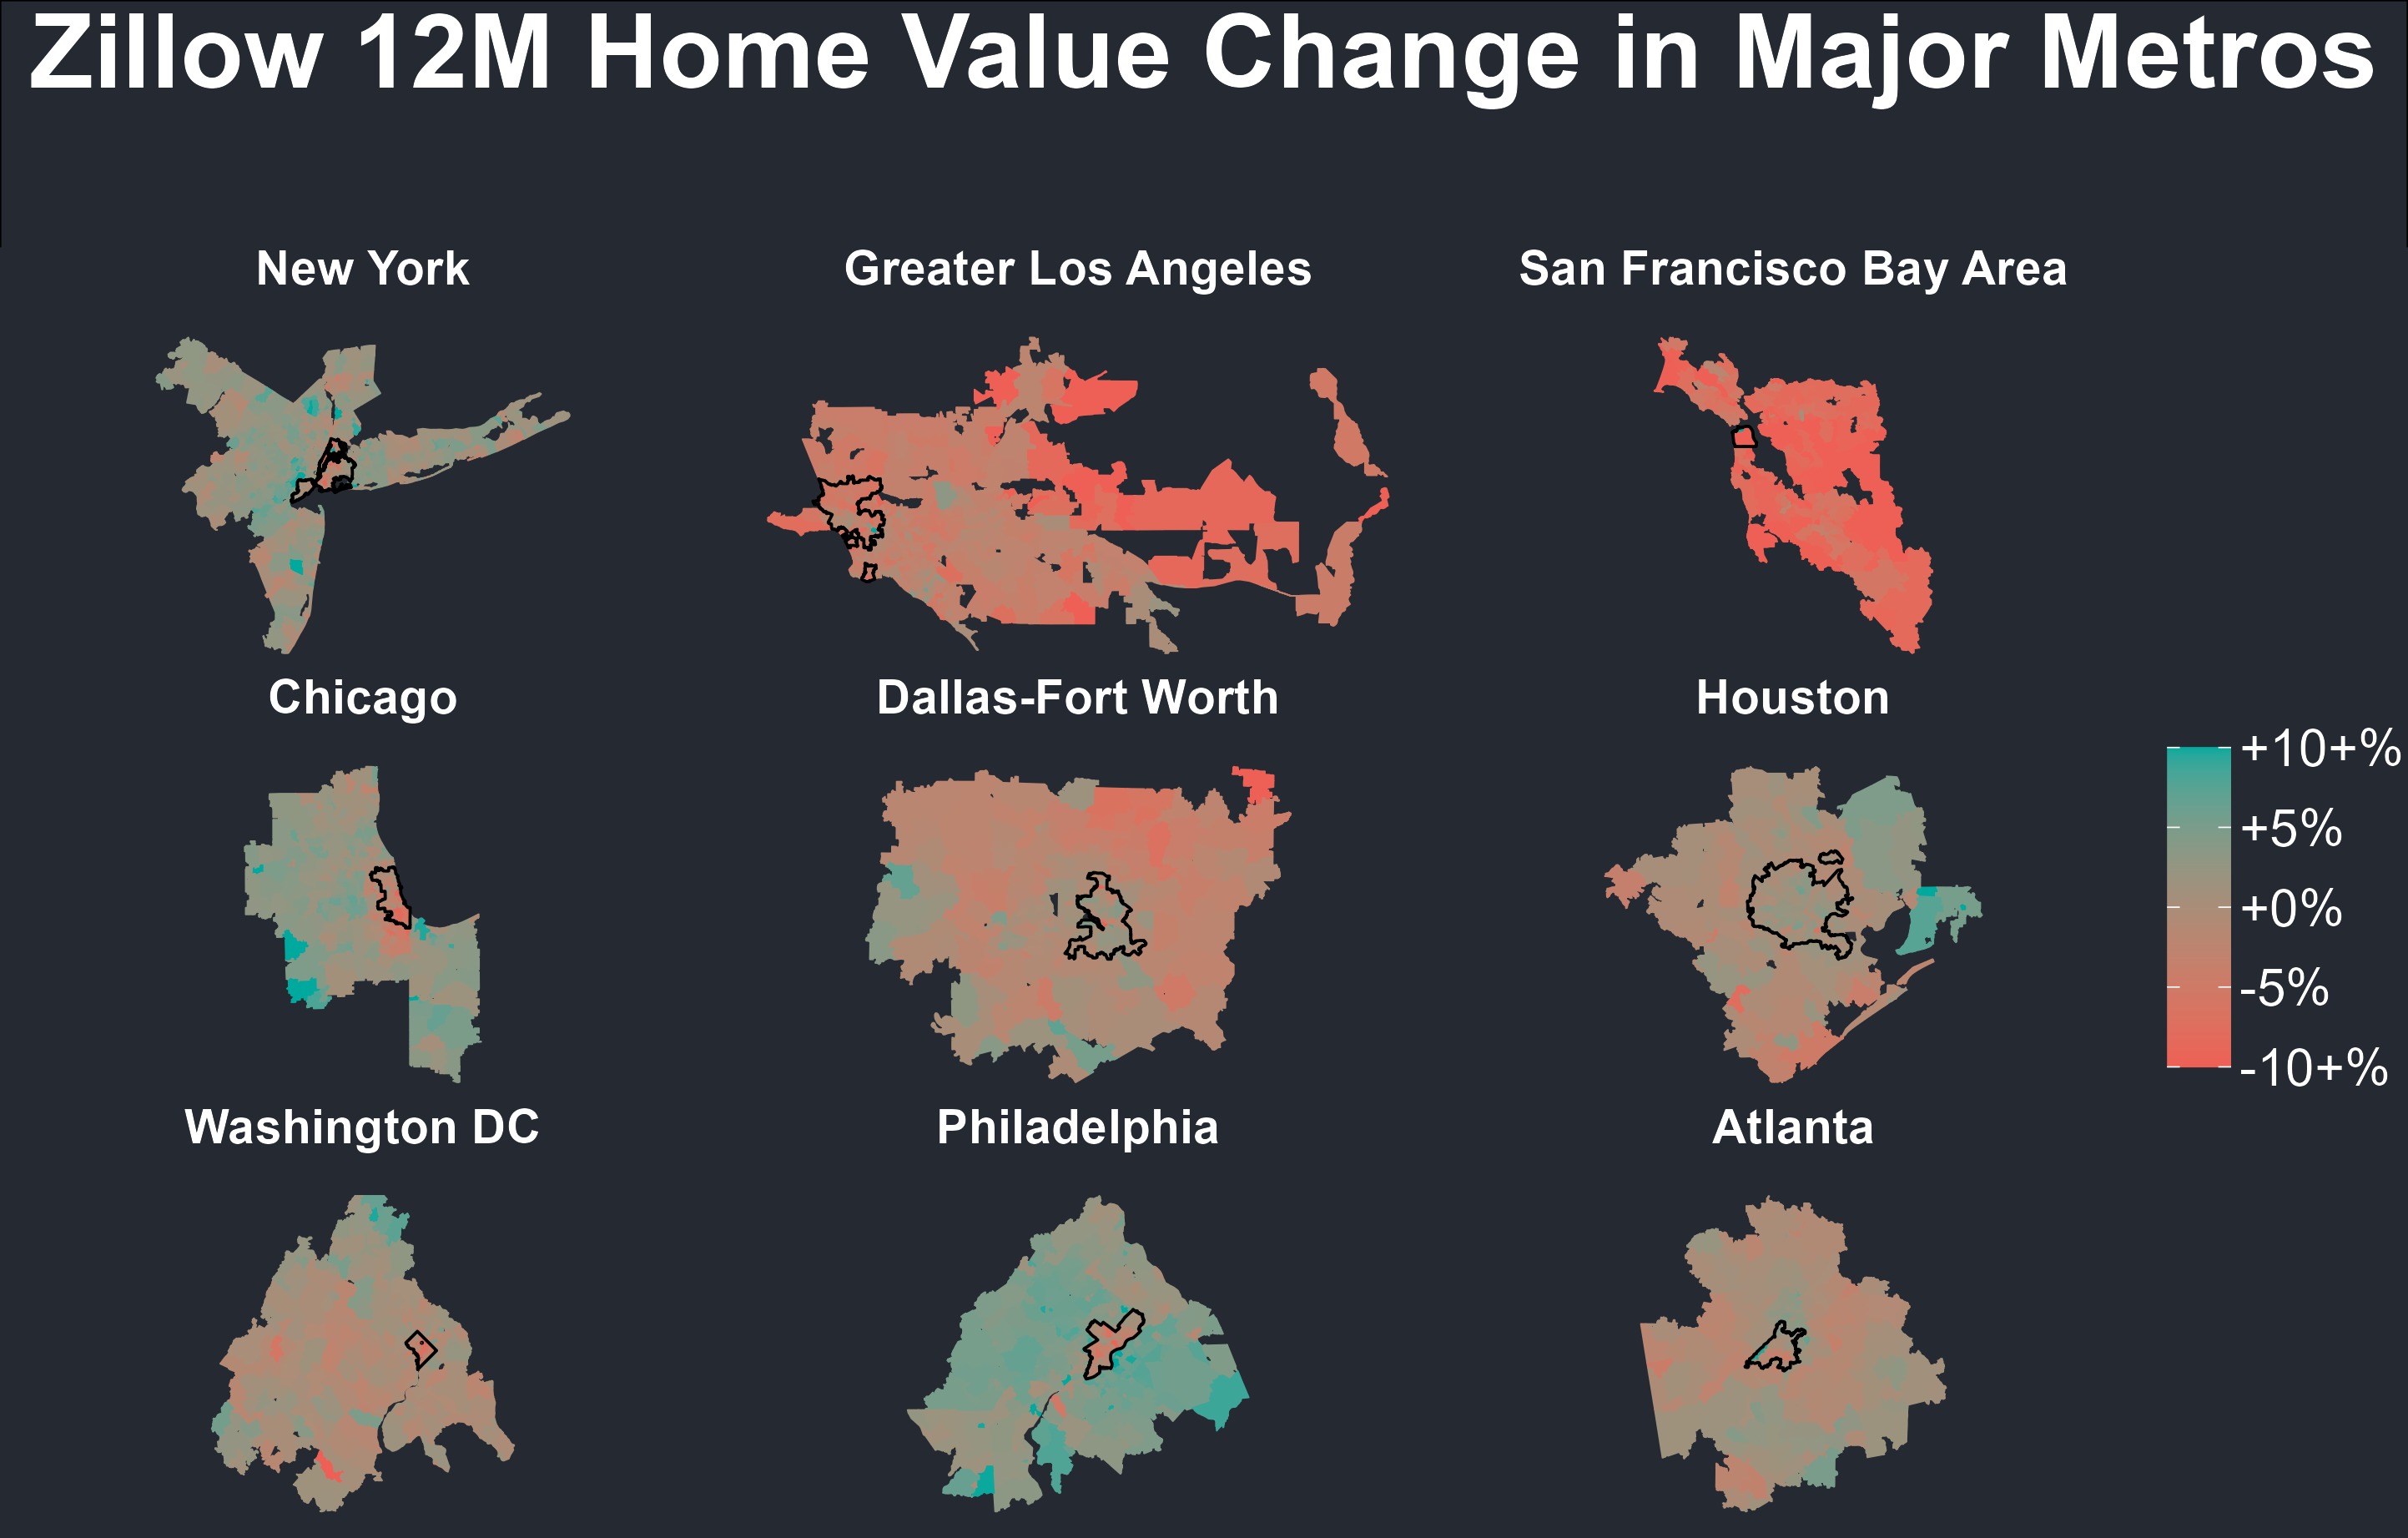 Zillow 12M Home Value Change in Major Metros
New York
Greater Los Angeles
San Francisco Bay Area
Chicago
Dallas-Fort Worth
Houston
+10+%
+5%
+0%
-5%
-10+%
Washington DC
Philadelphia
Atlanta